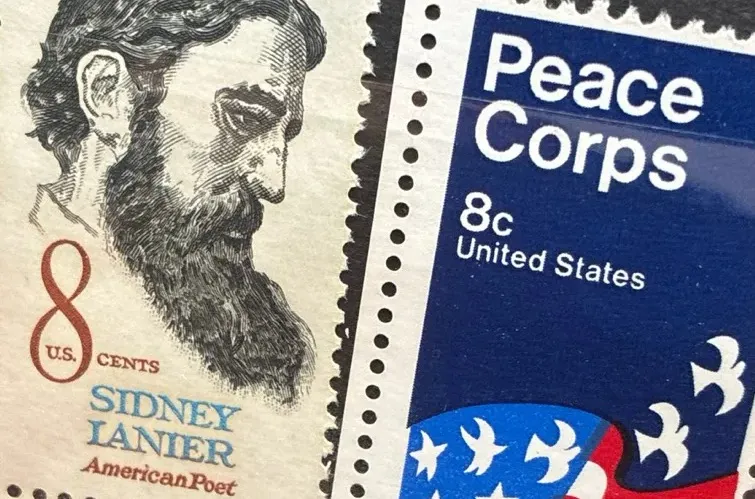 8
U.S. CENTS
SIDNEY
LANIER
American Poet
Peace
Corps
8c
United States